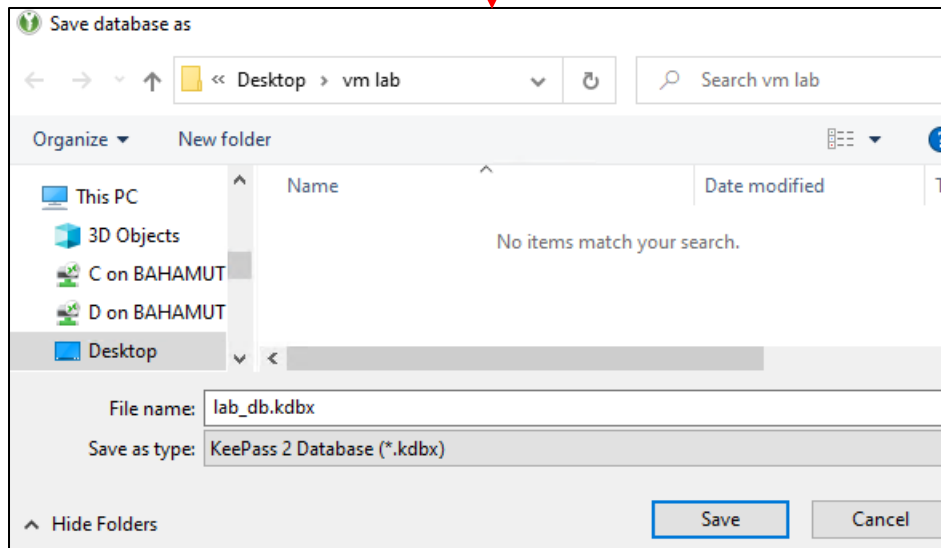 Save database as
« Desktop › vm lab
Search vm lab
Organize
New folder
Name
Date modified
This PC
3D Objects
C on BAHAMUT
D on BAHAMUT
Desktop
No items match your search.
File name: lab_db.kdbx
Save as type: KeePass 2 Database (*.kdbx)
Hide Folders
Save
Cancel